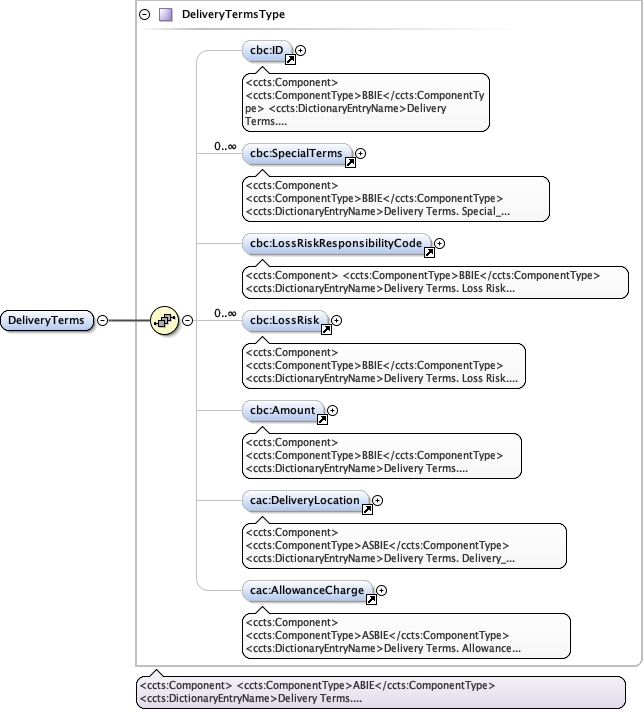 DeliveryTermsType
cbc:ID
<ccts:Component>
<ccts:ComponentType>BBIE</ccts:ComponentTy
pe> <ccts:DictionaryEntryName>Delivery
Terms....
0..∞
cbc:SpecialTerms
<ccts:Component>
<ccts:ComponentType>BBIE</ccts:ComponentType>
<ccts:DictionaryEntryName>Delivery Terms. Special_...
cbc:LossRiskResponsibilityCode
<ccts:Component> <ccts:ComponentType>BBIE</ccts:ComponentType>
<ccts:DictionaryEntryName>Delivery Terms. Loss Risk...
DeliveryTerms
0..∞
cbc:LossRisk
<ccts:Component>
<ccts:ComponentType>BBIE</ccts:ComponentType>
<ccts:DictionaryEntryName>Delivery Terms. Loss Risk....
cbc:Amount
<ccts:Component>
<ccts:ComponentType>BBIE</ccts:ComponentType>
<ccts:DictionaryEntryName>Delivery Terms....
cac:DeliveryLocation
<ccts:Component>
<ccts:ComponentType>ASBIE</ccts:ComponentType>
<ccts:DictionaryEntryName>Delivery Terms. Delivery_...
cac:AllowanceCharge
<ccts:Component>
<ccts:ComponentType>ASBIE</ccts:ComponentType>
<ccts:DictionaryEntryName>Delivery Terms. Allowance...
<ccts:Component> <ccts:ComponentType>ABIE</ccts:ComponentType>
<ccts:DictionaryEntryName>Delivery Terms....